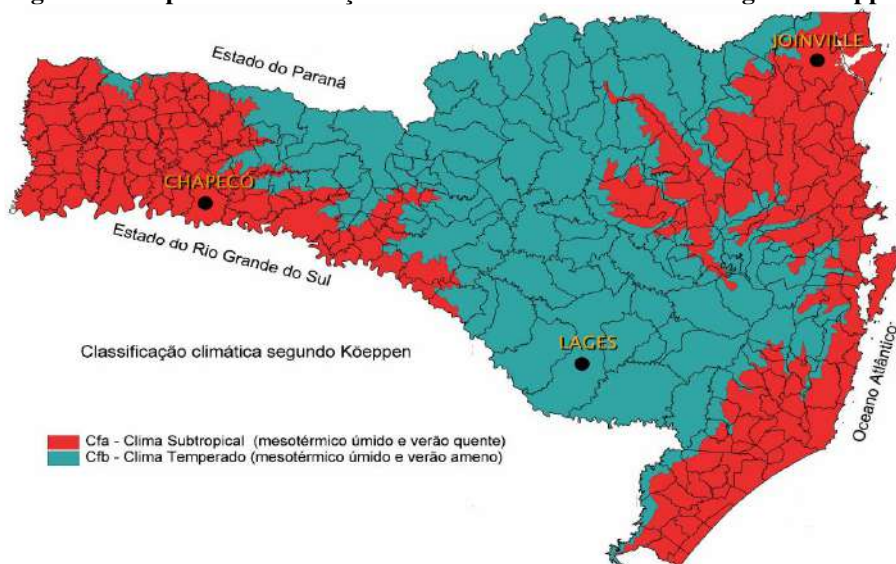 JOINVILLE
Estado do Paraná
CHAPECÓ
Estado do Rio Grande do Sul
LAGES
Oceano Atlântico
Classificação climática segundo Köeppen
Cfa - Clima Subtropical (mesotérmico úmido e verão quente)
Cfb - Clima Temperado (mesotérmico úmido e verão ameno)